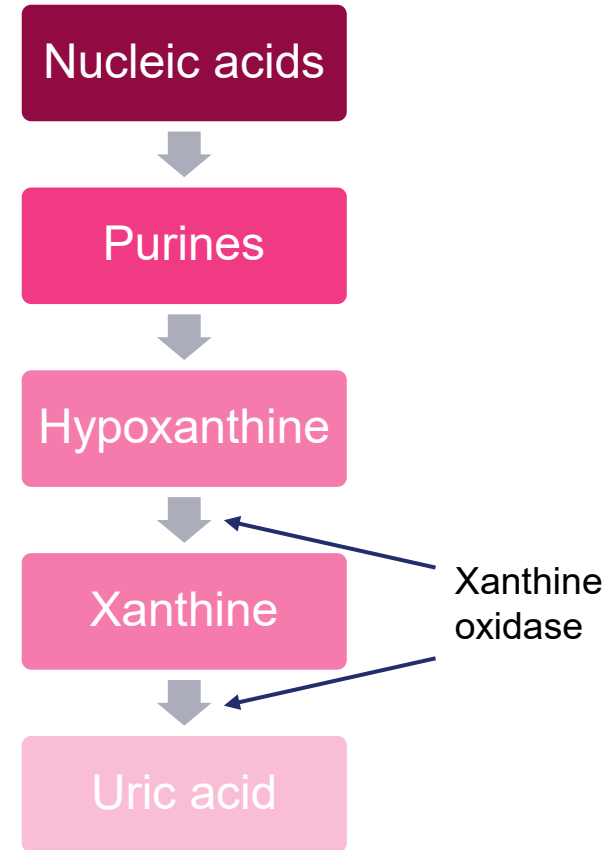 Nucleic acids
Purines
Hypoxanthine
Xanthine
Xanthine
oxidase
Uric acid